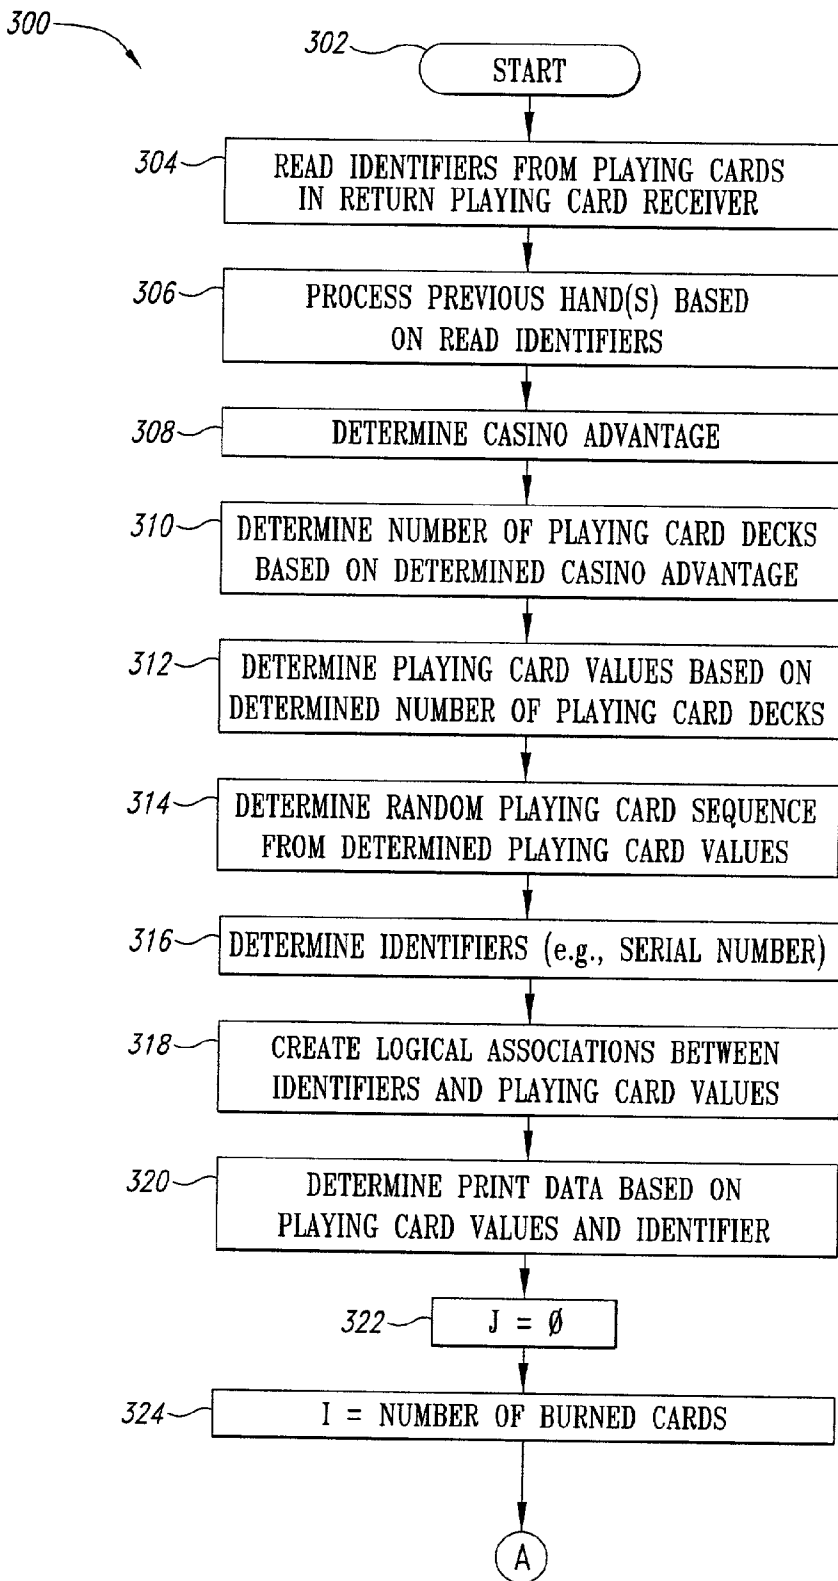 300
302
START
304
READ IDENTIFIERS FROM PLAYING CARDS
IN RETURN PLAYING CARD RECEIVER
306
PROCESS PREVIOUS HAND(S) BASED
ON READ IDENTIFIERS
308
DETERMINE CASINO ADVANTAGE
310
DETERMINE NUMBER OF PLAYING CARD DECKS
BASED ON DETERMINED CASINO ADVANTAGE
312
DETERMINE PLAYING CARD VALUES BASED ON
DETERMINED NUMBER OF PLAYING CARD DECKS
314
DETERMINE RANDOM PLAYING CARD SEQUENCE
FROM DETERMINED PLAYING CARD VALUES
316
DETERMINE IDENTIFIERS (e.g., SERIAL NUMBER)
318
CREATE LOGICAL ASSOCIATIONS BETWEEN
IDENTIFIERS AND PLAYING CARD VALUES
320
DETERMINE PRINT DATA BASED ON
PLAYING CARD VALUES AND IDENTIFIER
322
J = Ø
324
I = NUMBER OF BURNED CARDS
A